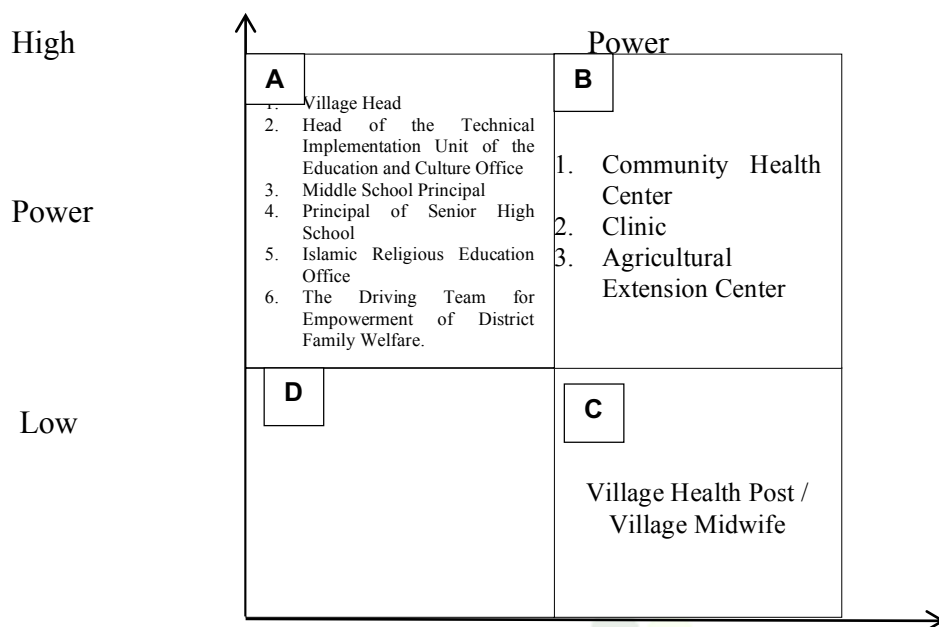 High
Power
A
1. Village Head
2. Head of the Technical
Implementation Unit of the
Education and Culture Office
3. Middle School Principal
4. Principal of Senior High
School
5. Islamic Religious Education
Office
6. The Driving Team for
Empowerment of District
Family Welfare.
B
1. Community Health
Center
2. Clinic
3. Agricultural
Extension Center
Power
Low
D
C
Village Health Post /
Village Midwife